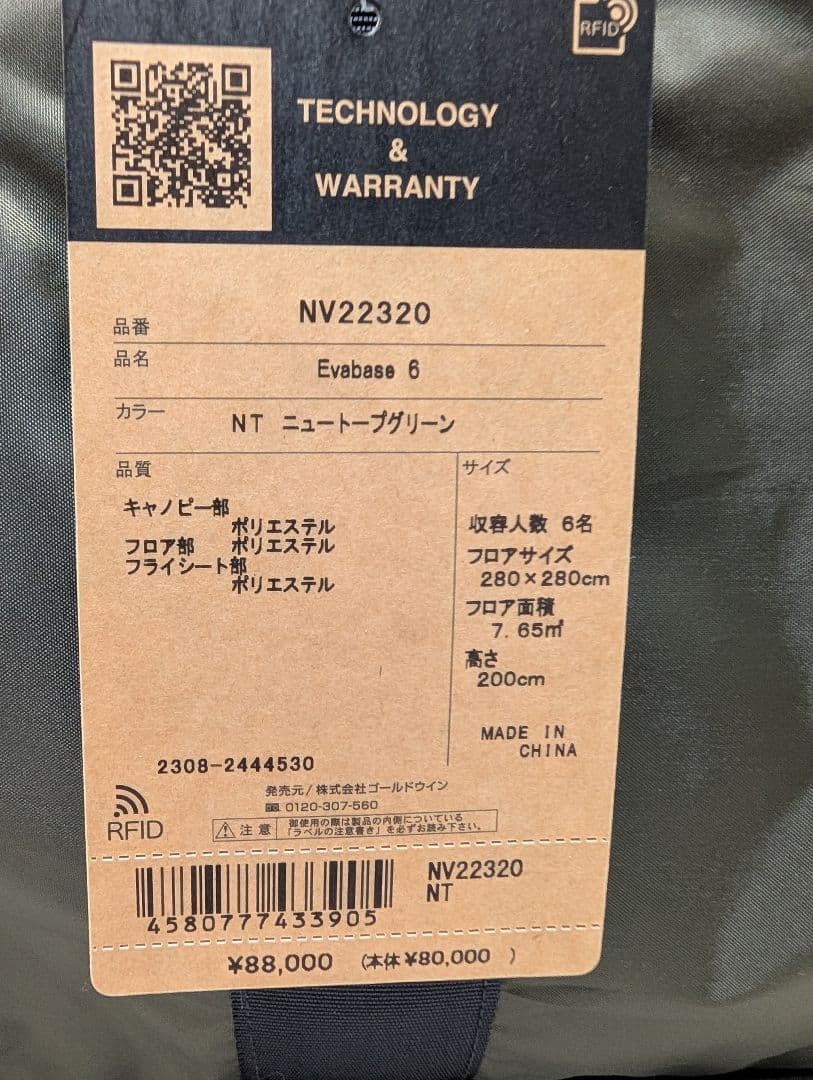 RFID
TECHNOLOGY
&
WARRANTY
品番 NV22320
品名 Evabase 6
カラー NT ニュートープグリーン
品質
キャノピー部
ポリエステル
フロア部 ポリエステル
フライシート部
ポリエステル
サイズ
収容人数 6名
フロアサイズ
280×280cm
フロア面積
7.65㎡
高さ
200cm
MADE IN
CHINA
2308-2444530
発売元/株式会社ゴールドウイン
0120-307-560
RFID
注意
御使用の際は製品の内側についている
「ラベルの注意書き」を必ずお読み下さい。
4580777433905
NV22320
NT
¥88,000 (本体¥80,000 )